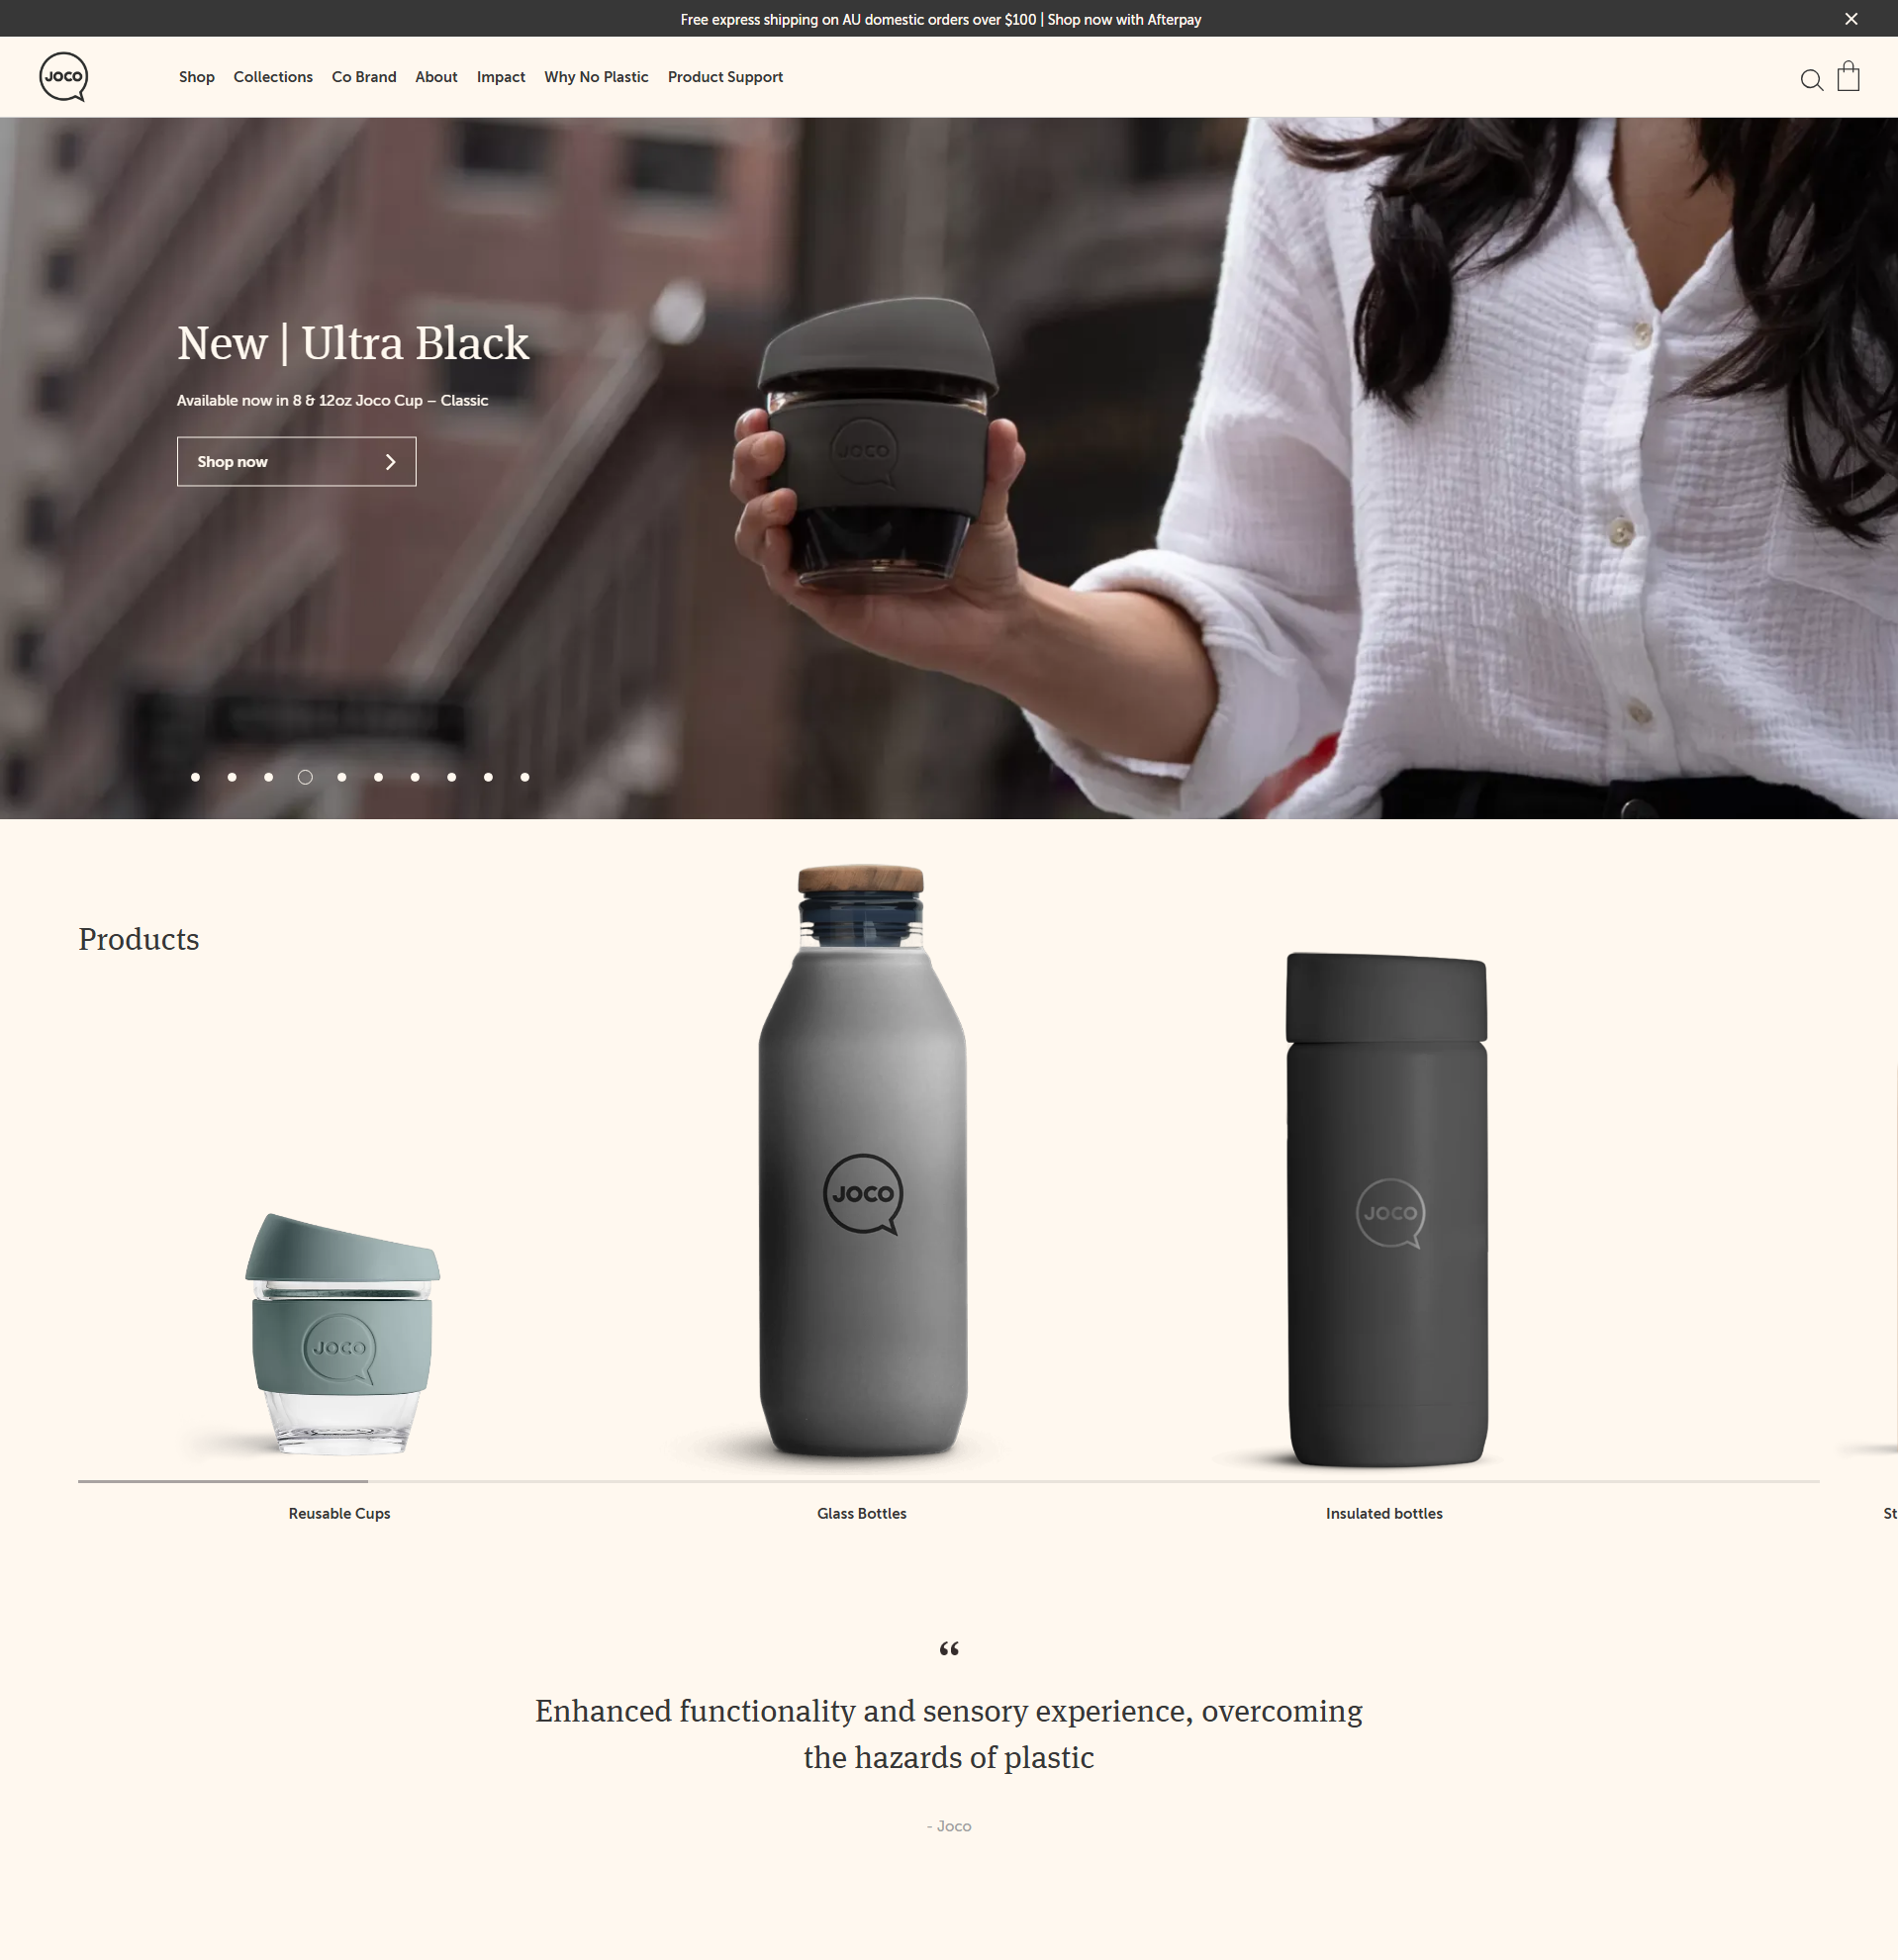 Free express shipping on AU domestic orders over $100 | Shop now with Afterpay
JOCO
Shop
Collections
Co Brand
About
Impact
Why No Plastic
Product Support
JOCO
New | Ultra Black
Available now in 8 & 12oz Joco Cup – Classic
Shop now
Products
JOCO
JOCO
JOCO
Reusable Cups
Glass Bottles
Insulated bottles
St
“
Enhanced functionality and sensory experience, overcoming
the hazards of plastic
- Joco